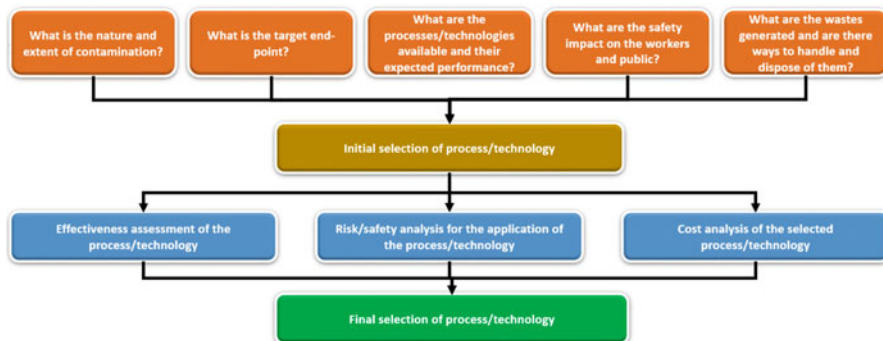 What is the nature and
extent of contamination?
What is the target end-
point?
What are the
processes/technologies
available and their
expected performance?
What are the safety
impact on the workers
and public?
What are the wastes
generated and are there
ways to handle and
dispose of them?
Initial selection of process/technology
Effectiveness assessment of the
process/technology
Risk/safety analysis for the application of
the process/technology
Cost analysis of the selected
process/technology
Final selection of process/technology